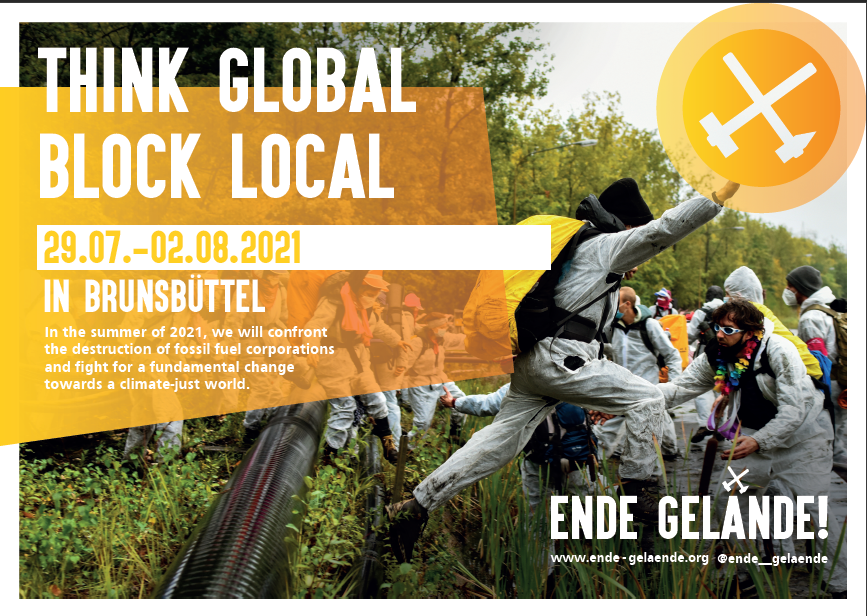 THINK GLOBAL
BLOCK LOCAL
29.07.-02.08.2021
IN BRUNSBÜTTEL
In the summer of 2021, we will confront
the destruction of fossil fuel corporations
and fight for a fundamental change
towards a climate-just world.
ENDE GELÄNDE!
www.ende-gelaende.org @ende__gelaende